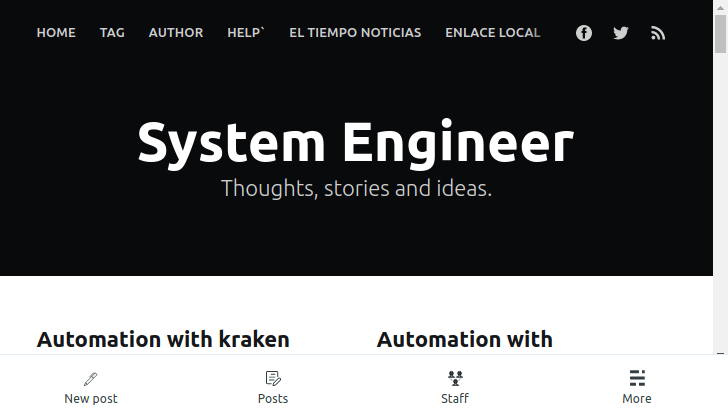 HOME TAG AUTHOR HELP` EL TIEMPO NOTICIAS ENLACE LOCAL
System Engineer
Thoughts, stories and ideas.
Automation with kraken Automation with
New post Posts Staff More